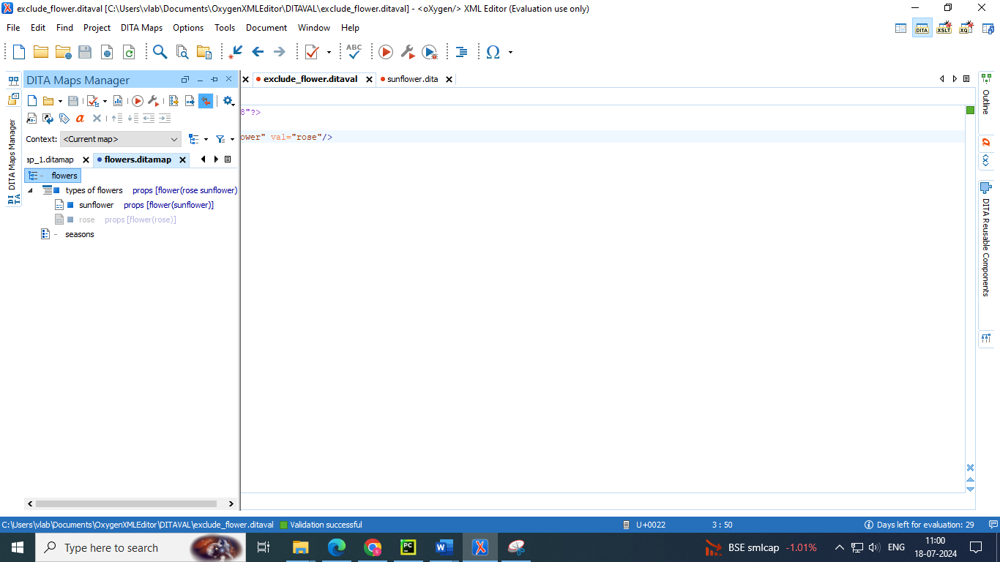 exclude_flower.ditaval [C:\Users\vlab\Documents\OxygenXMLEditor\DITAVAL\exclude_flower.ditaval] - <oXygen/> XML Editor (Evaluation use only)
File Edit Find Project DITA Maps Options Tools Document Window Help
DITA XSLT XQ
ABC
DITA Maps Manager
exclude_flower.ditaval
sunflower.dita
8"?>
Context: <Current map>
ower" val="rose"/>
ap_1.ditamap flowers.ditamap
flowers
types of flowers props [flower(rose sunflower)
sunflower props [flower(sunflower)]
rose props [flower(rose)]
seasons
DITA Maps Manager
Outline
DITA Reusable Components
C:\Users\vlab\Documents\OxygenXMLEditor\DITAVAL\exclude_flower.ditaval Validation successful U+0022 3 : 50 Days left for evaluation: 29
Type here to search
PC
BSE smlcap -1.01%
ENG
11:00
18-07-2024